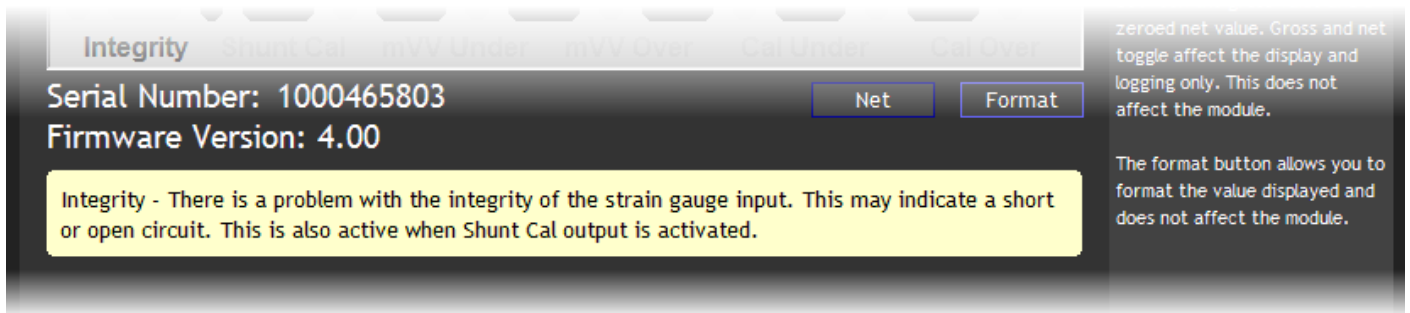 Integrity Shunt Cal mVV Under mVV Over Cal Under Cal Over
Serial Number: 1000465803
Firmware Version: 4.00
Net Format
Integrity - There is a problem with the integrity of the strain gauge input. This may indicate a short
or open circuit. This is also active when Shunt Cal output is activated.
zeroed net value. Gross and net
toggle affect the display and
logging only. This does not
affect the module.
The format button allows you to
format the value displayed and
does not affect the module.